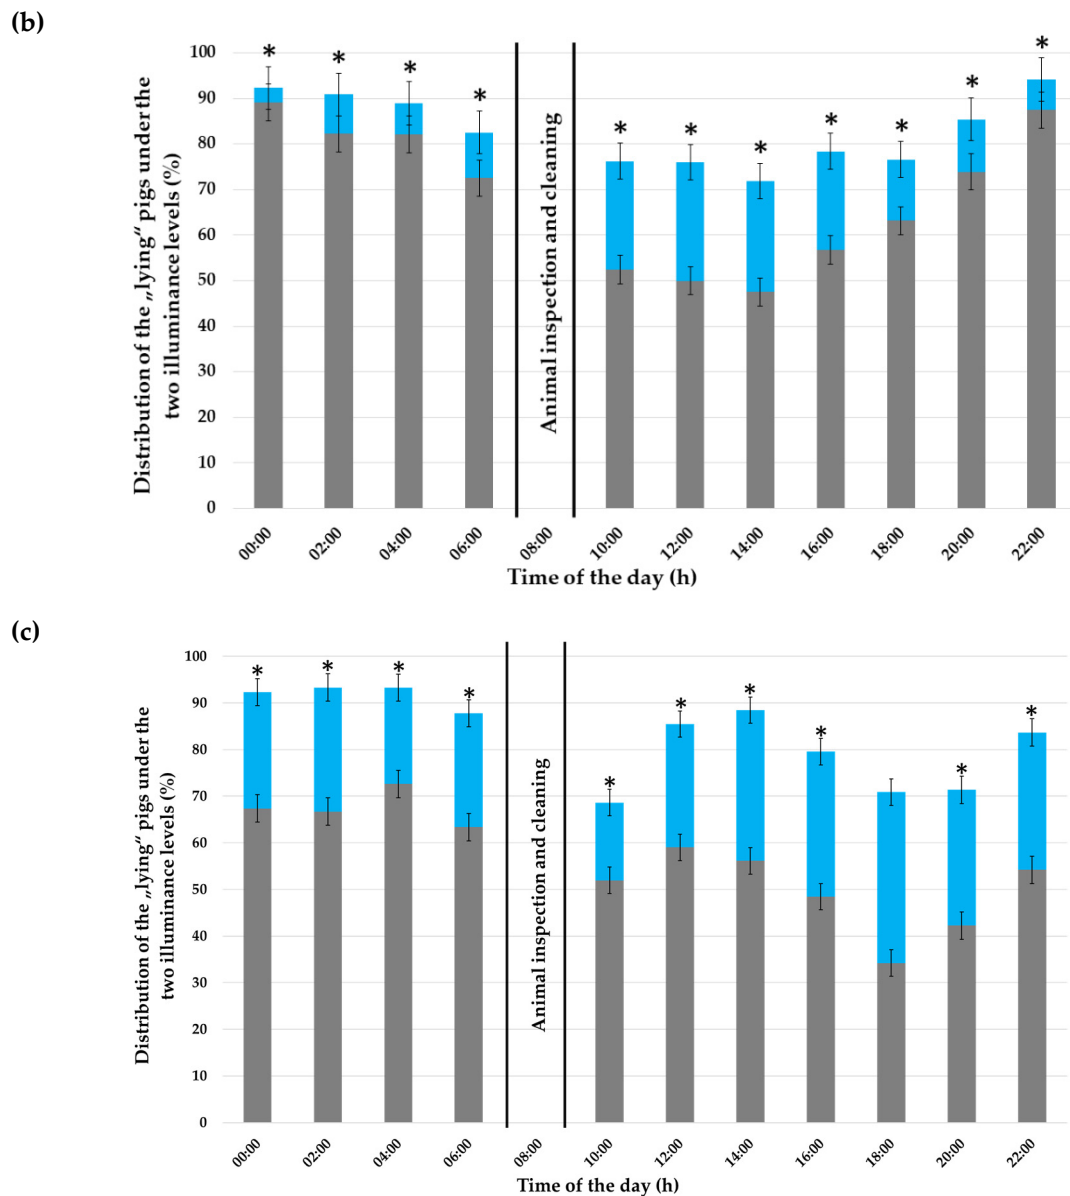 (b)
Distribution of the „lying“ pigs under the
two illuminance levels (%)
100
90
80
70
60
50
40
30
20
10
0
* * * * * * * * * * *
Animal inspection and cleaning
00:00 02:00 04:00 06:00 08:00 10:00 12:00 14:00 16:00 18:00 20:00 22:00
Time of the day (h)
(c)
Distribution of the „lying“ pigs under the
two illuminance levels (%)
100
90
80
70
60
50
40
30
20
10
0
* * * * * * * * * *
Animal inspection and cleaning
00:00 02:00 04:00 06:00 08:00 10:00 12:00 14:00 16:00 18:00 20:00 22:00
Time of the day (h)